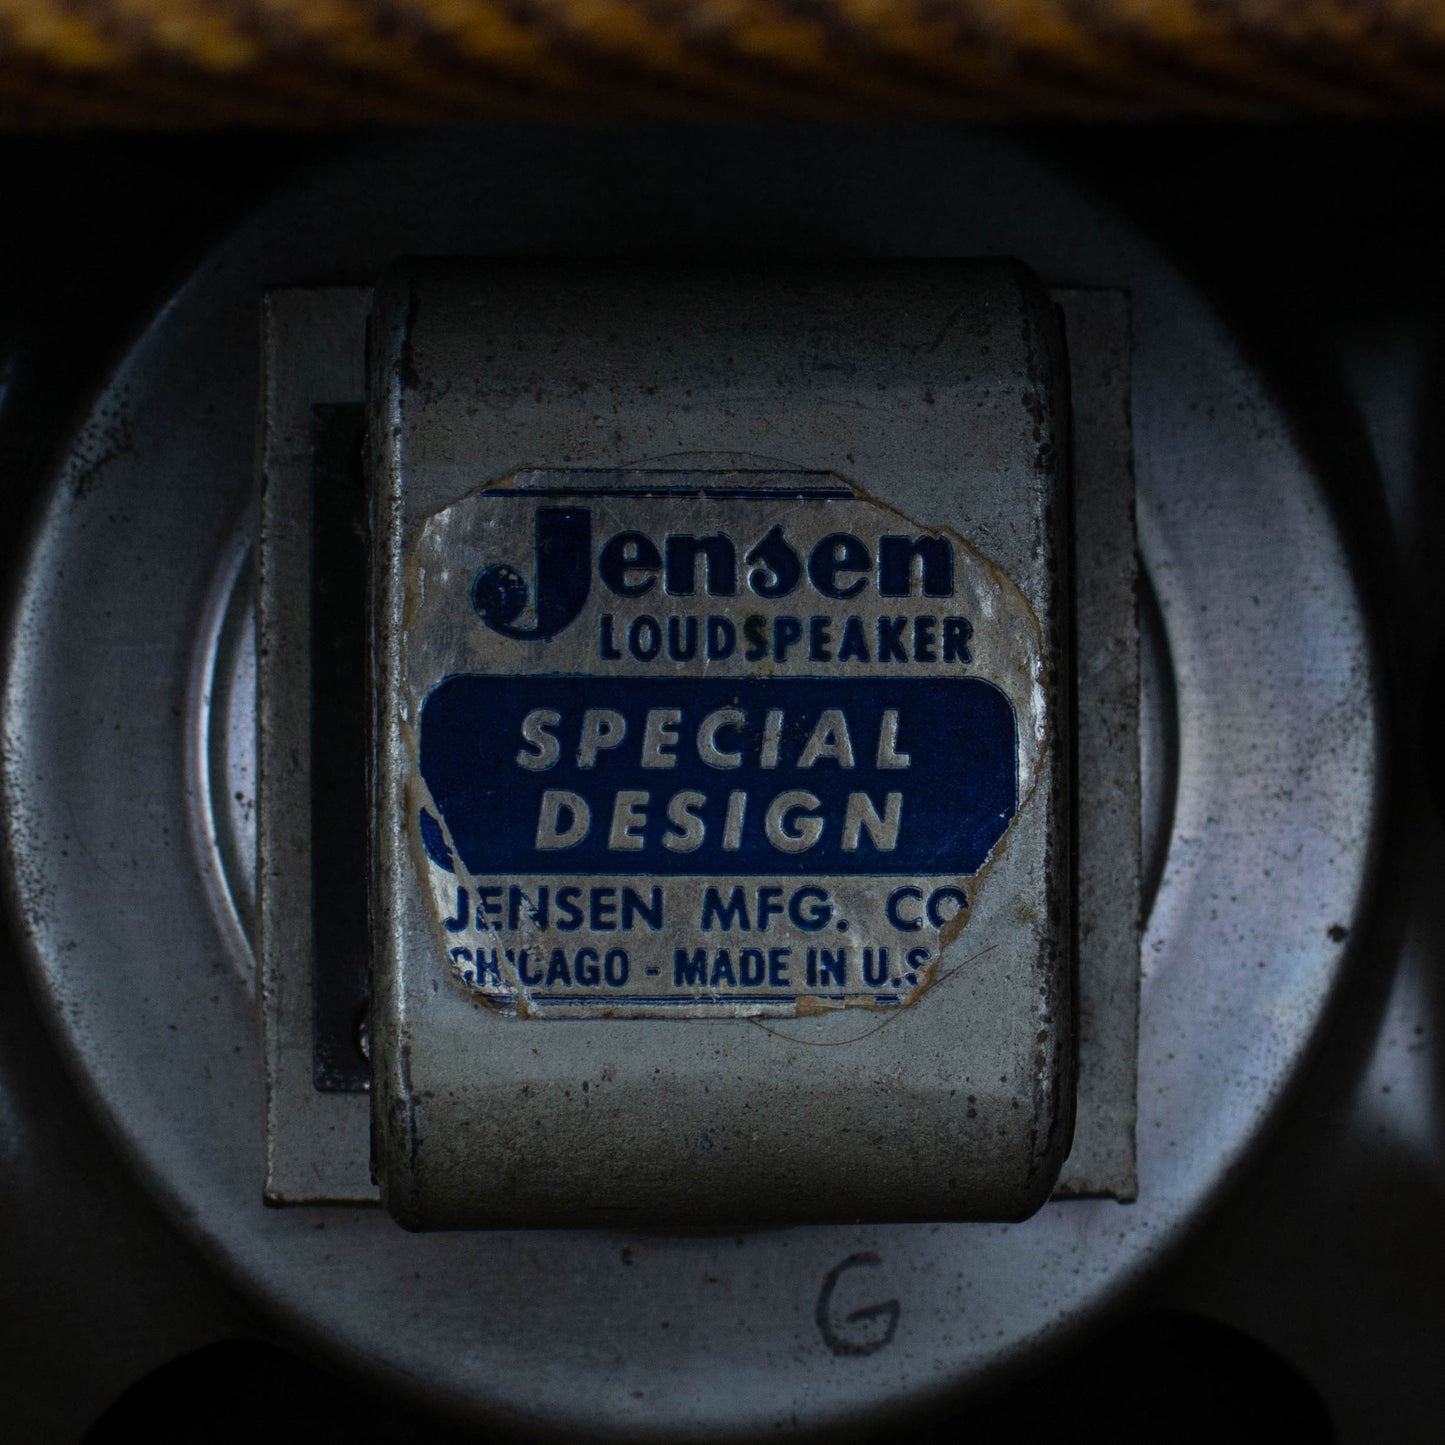 Jensen
LOUDSPEAKER
SPECIAL
DESIGN
JENSEN MFG. CO
CHICAGO - MADE IN U.S
G